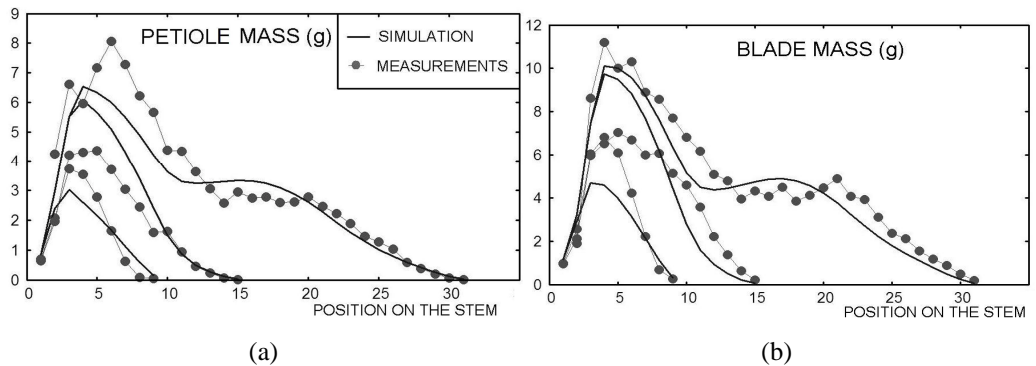 PETIOLE MASS (g)
SIMULATION
MEASUREMENTS
9
8
7
6
5
4
3
2
1
0
0 5 10 15 20 25 30
POSITION ON THE STEM
(a)
BLADE MASS (g)
12
10
8
6
4
2
0
0 5 10 15 20 25 30
POSITION ON THE STEM
(b)